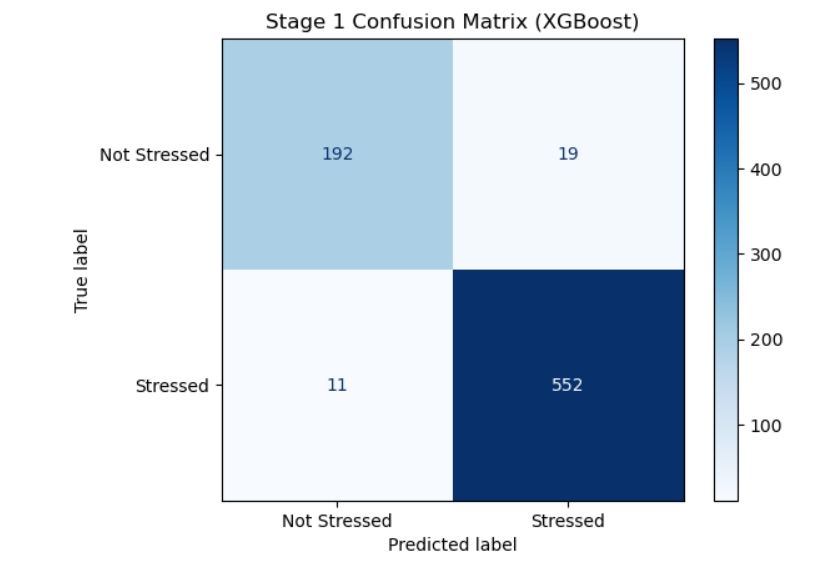 Stage 1 Confusion Matrix (XGBoost)
True label
Not Stressed
Stressed
192
19
11
552
Not Stressed
Stressed
Predicted label
500
400
300
200
100